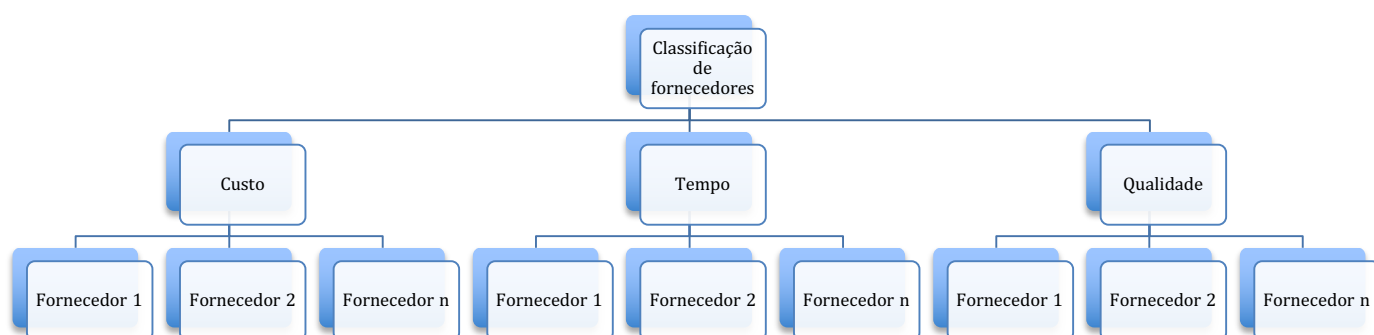 Classificação
de
fornecedores
Custo
Tempo
Qualidade
Fornecedor 1
Fornecedor 2
Fornecedor n
Fornecedor 1
Fornecedor 2
Fornecedor n
Fornecedor 1
Fornecedor 2
Fornecedor n